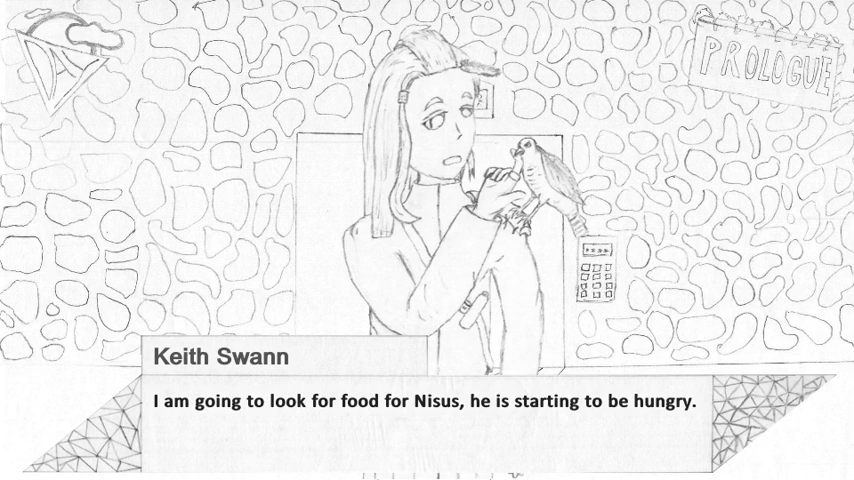 PROLOGUE
Keith Swann
I am going to look for food for Nisus, he is starting to be hungry.